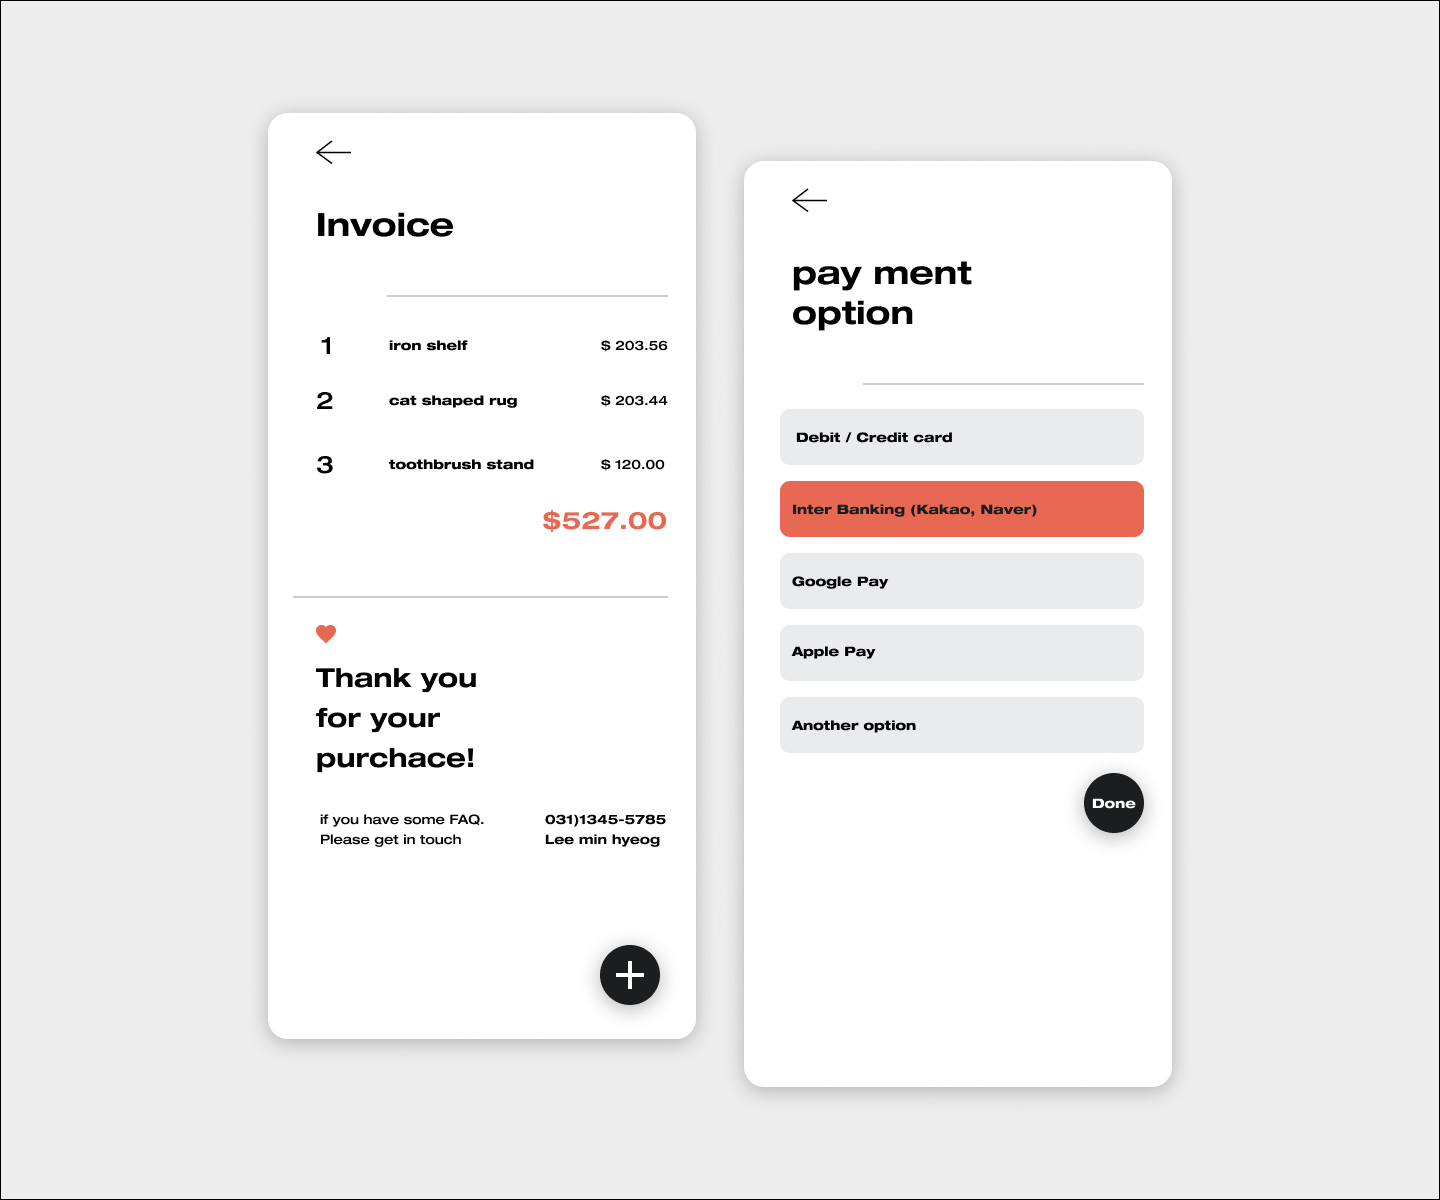 Invoice
1 iron shelf $ 203.56
2 cat shaped rug $ 203.44
3 toothbrush stand $ 120.00
$527.00
Thank you
for your
purchace!
if you have some FAQ. 031)1345-5785
Please get in touch Lee min hyeog
pay ment
option
Debit / Credit card
Inter Banking (Kakao, Naver)
Google Pay
Apple Pay
Another option
Done